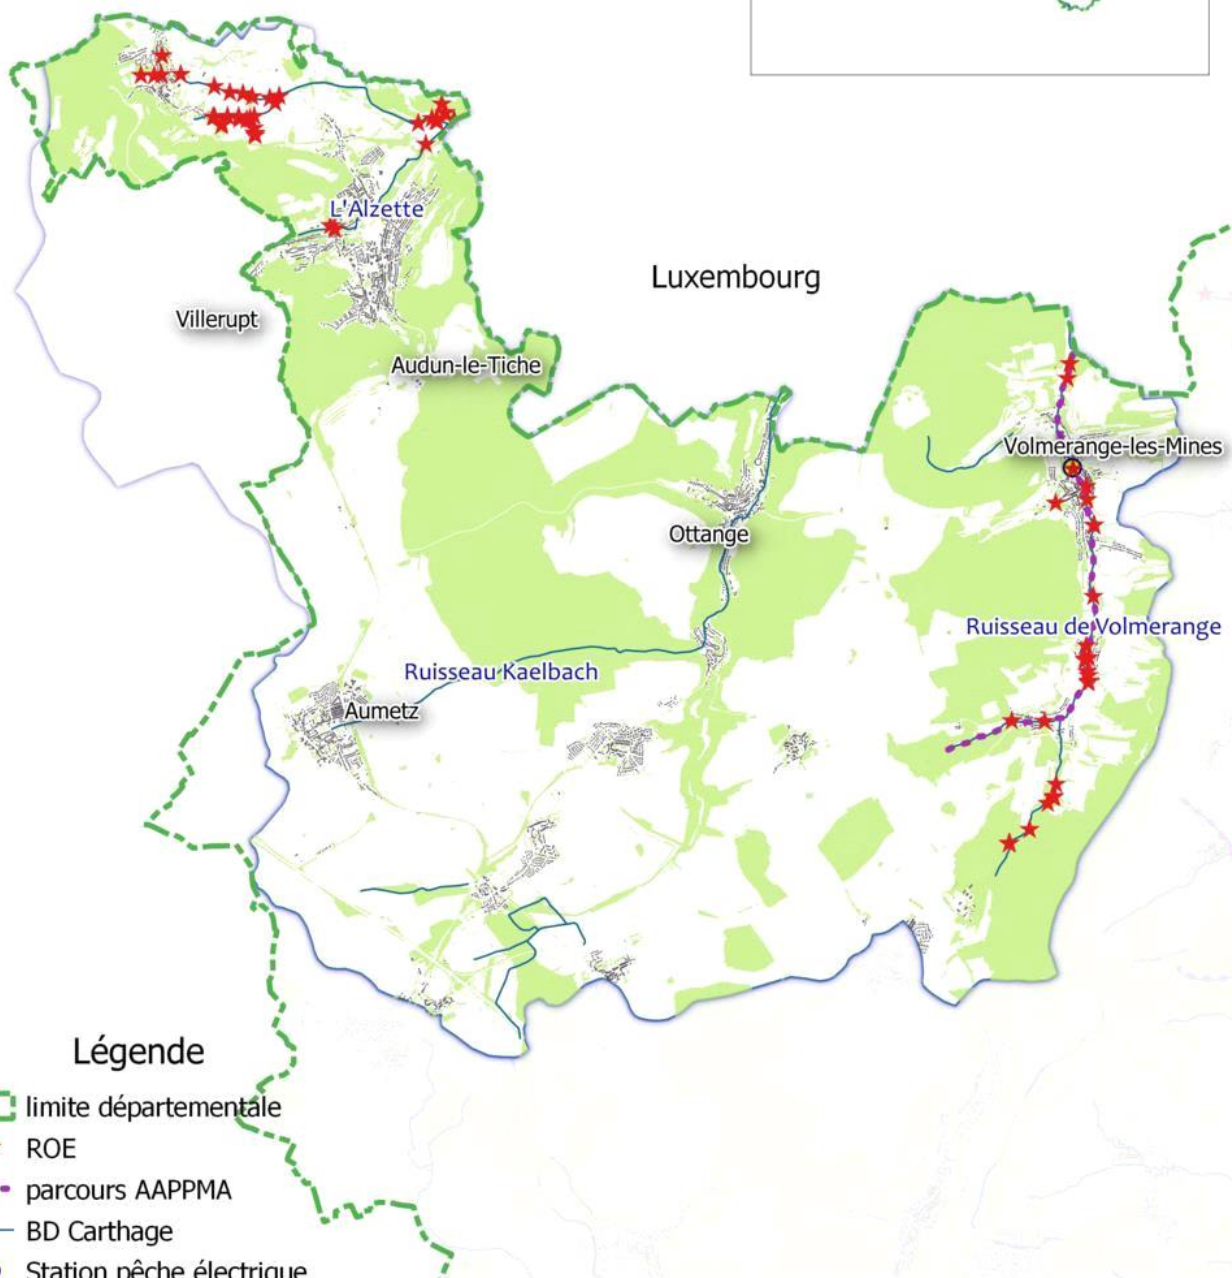 L'Alzette
Luxembourg
Villerupt
Audun-le-Tiche
Volmerange-les-Mines
Ottange
Ruisseau de Volmerange
Ruisseau Kaelbach
Aumetz
Légende
limite départementale
ROE
parcours AAPPMA
BD Carthage
Station pêche électrique